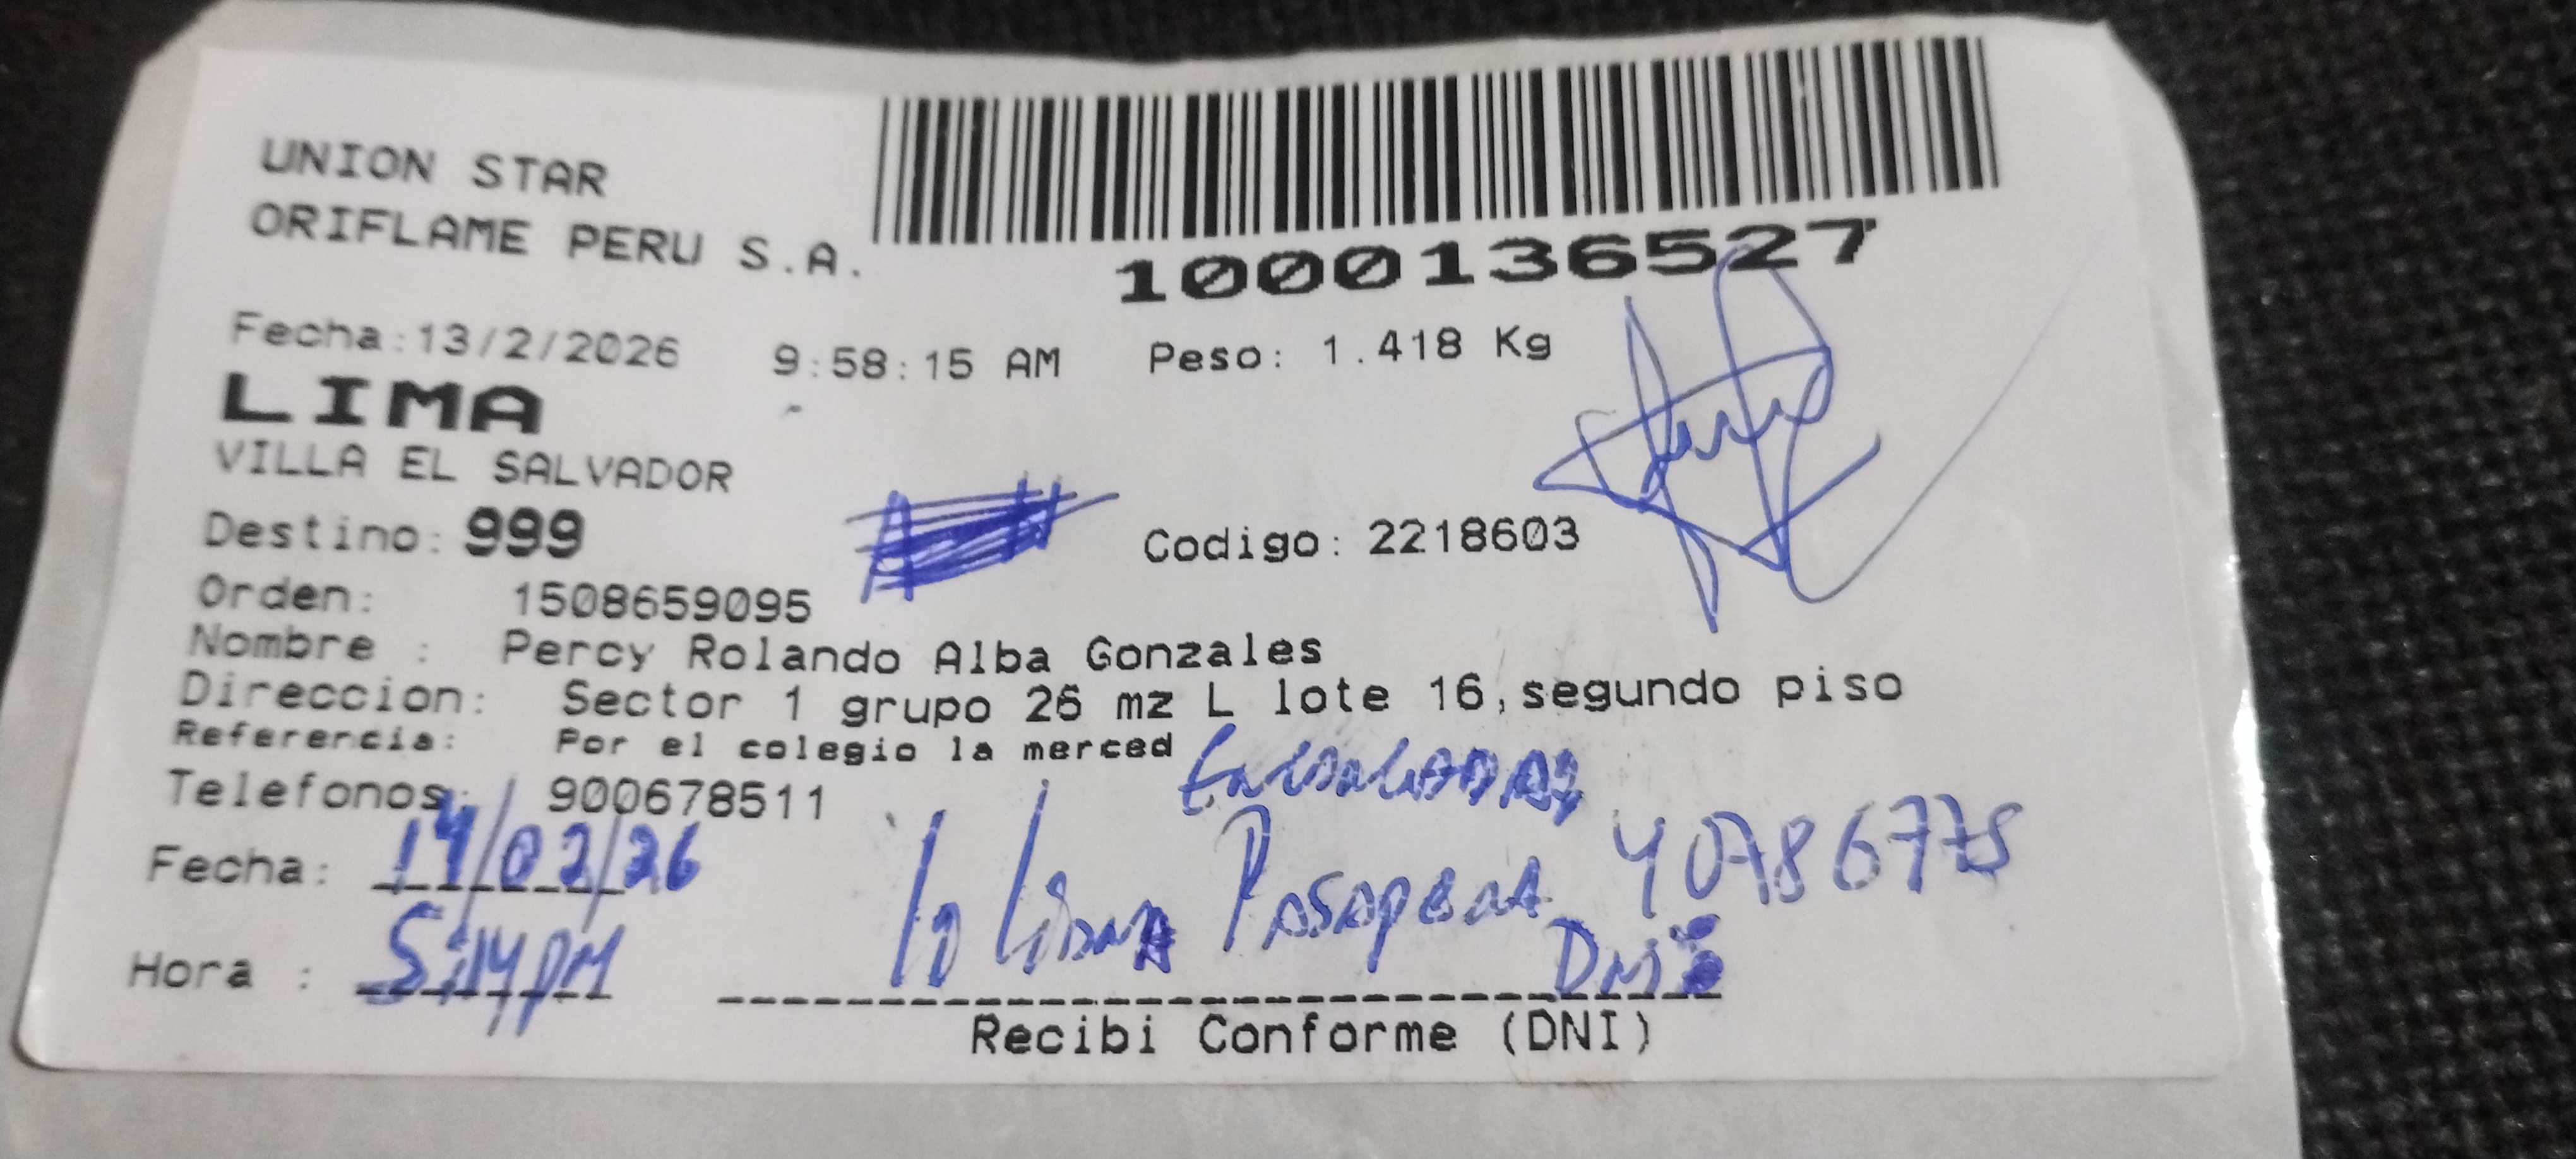 UNION STAR
ORIFLAME PERU S.A.
1000136527
Fecha:13/2/2026 9:58:15 AM Peso: 1.418 Kg
LIMA
VILLA EL SALVADOR
Destino: 999 Codigo: 2218603
Orden: 1508659095
Nombre : Percy Rolando Alba Gonzales
Direccion: Sector 1 grupo 26 mz L lote 16,segundo piso
Referencia: Por el colegio la merced
Telefonos: 900678511
Fecha: 14/02/26
40786775
Hora : 5:14 PM
DNI
Recibi Conforme (DNI)